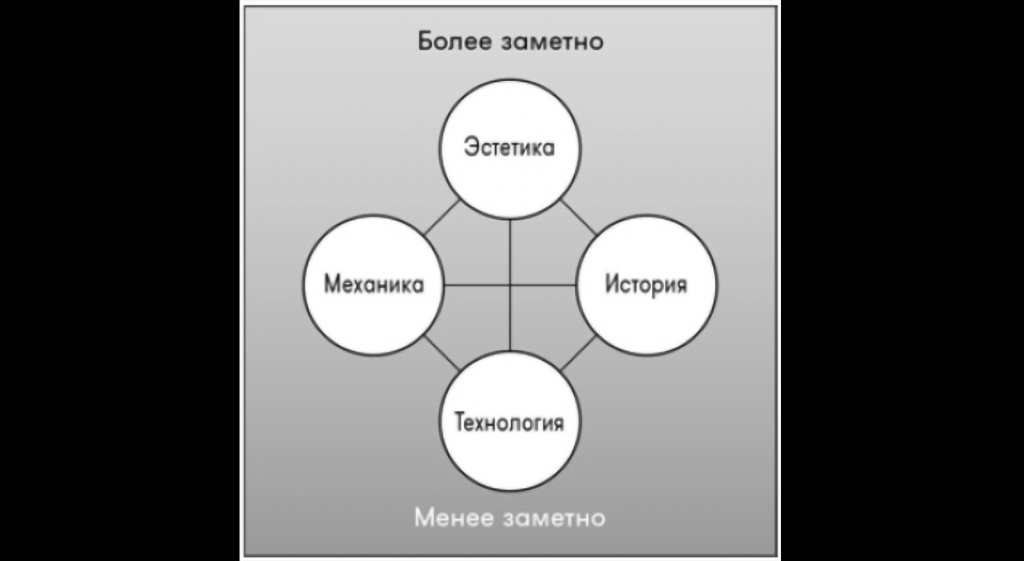 Более заметно
Эстетика
Механика
История
Технология
Менее заметно